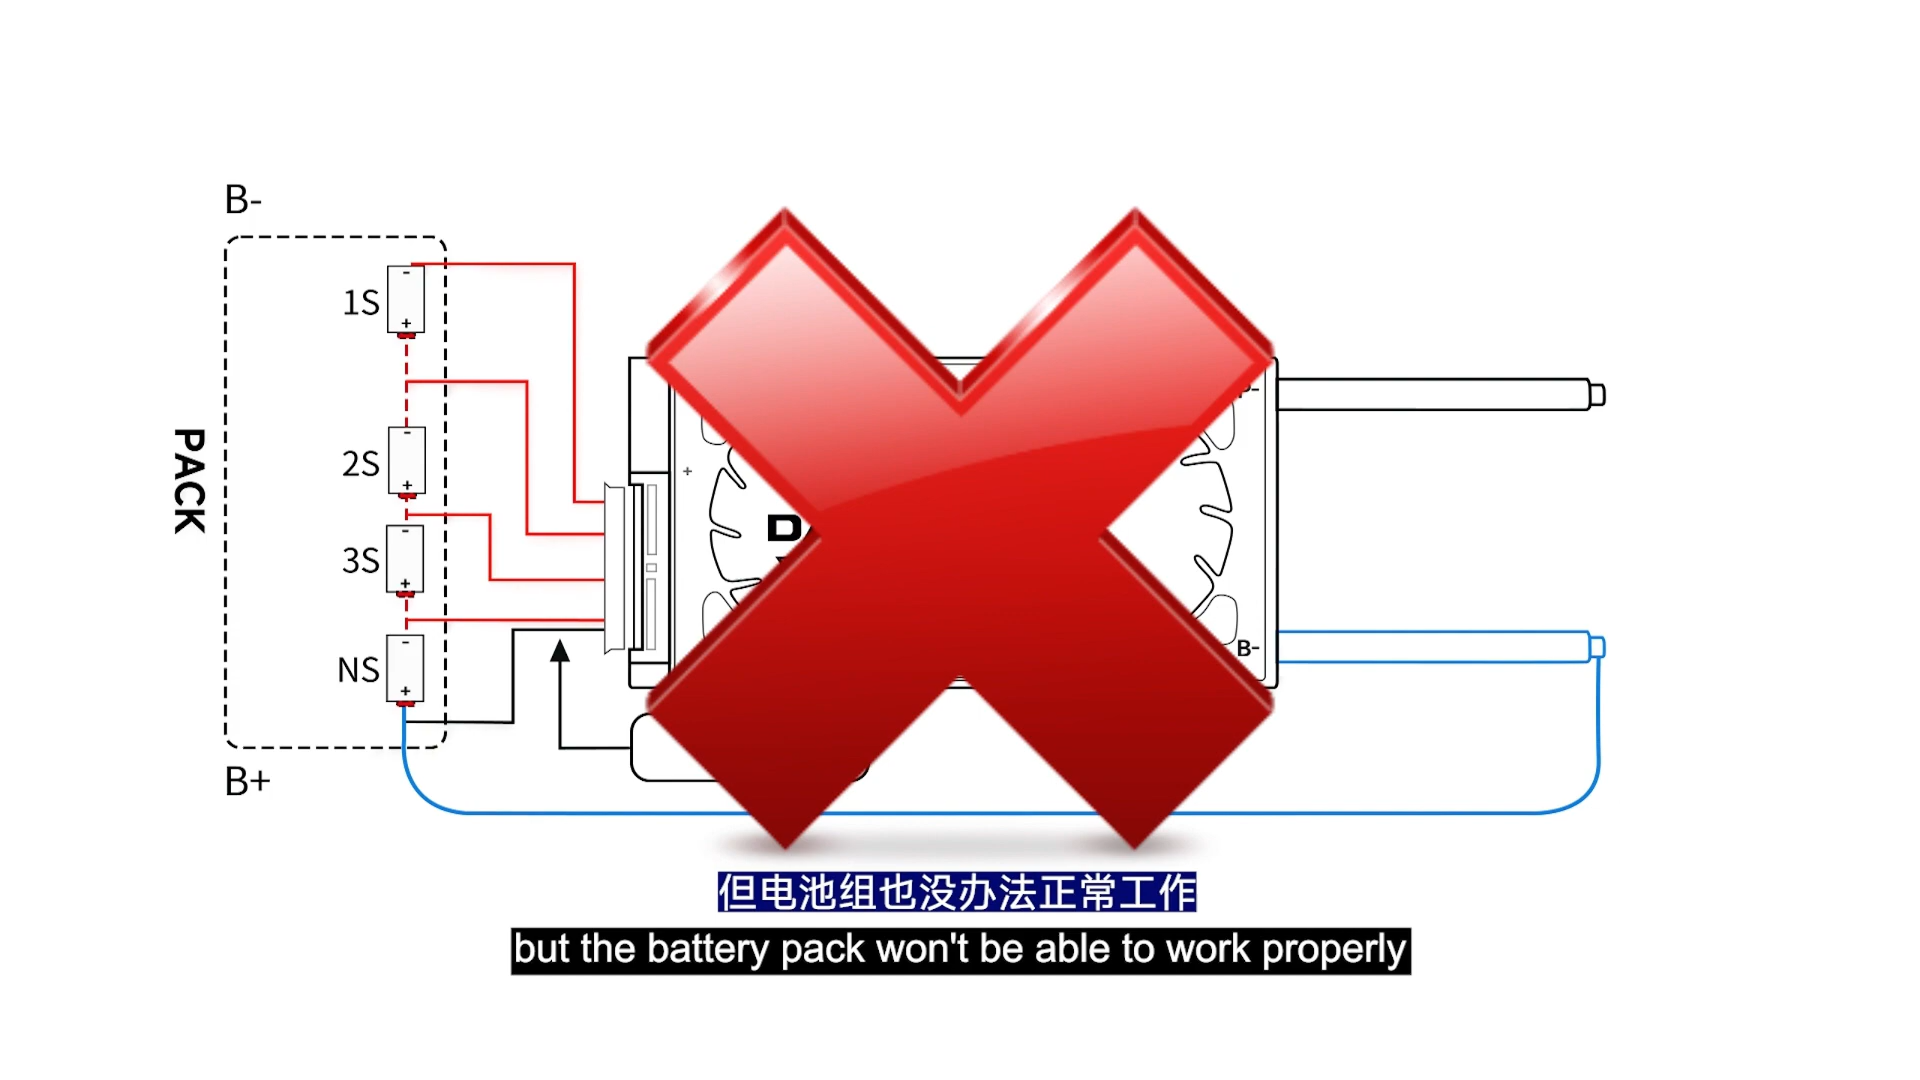 B-
1S
-
+
2S
-
+
3S
-
+
NS
-
+
PACK
B+
+
D
-
B-
但电池组也没办法正常工作
but the battery pack won't be able to work properly